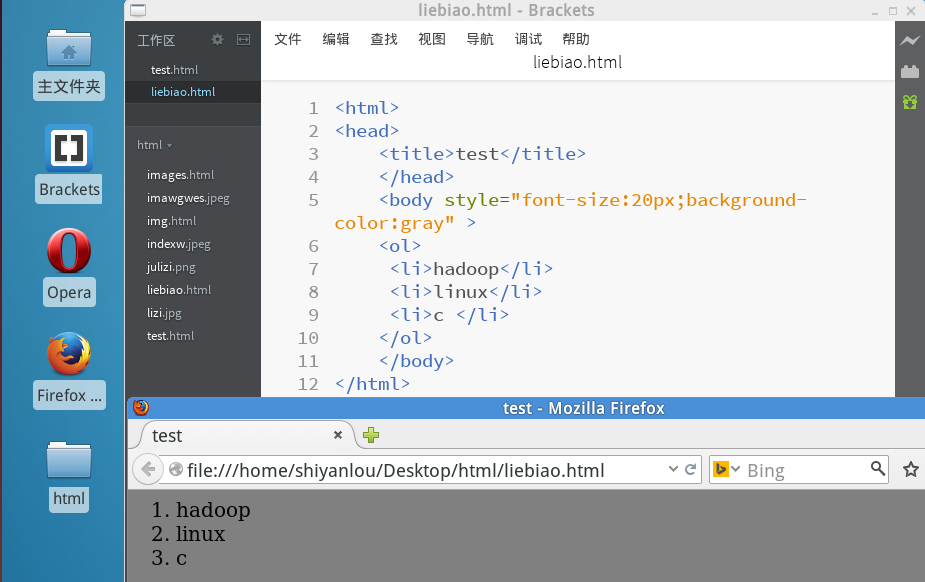 主文件夹
Brackets
Opera
Firefox ...
html
liebiao.html - Brackets
工作区
test.html
liebiao.html
html
images.html
imawgwes.jpeg
img.html
indexw.jpeg
julizi.png
liebiao.html
lizi.jpg
test.html
文件 编辑 查找 视图 导航 调试 帮助
liebiao.html
1 <html>
2 <head>
3 <title>test</title>
4 </head>
5 <body style="font-size:20px;background-
color:gray" >
6 <ol>
7 <li>hadoop</li>
8 <li>linux</li>
9 <li>c </li>
10 </ol>
11 </body>
12 </html>
test - Mozilla Firefox
test
file:///home/shiyanlou/Desktop/html/liebiao.html
Bing
1. hadoop
2. linux
3. c